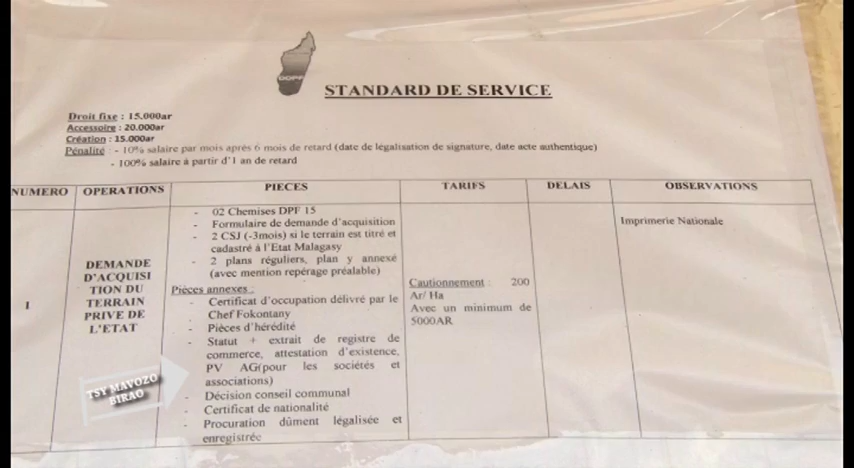 DOPF
STANDARD DE SERVICE
Droit fixe : 15.000ar
Accessoire : 20.000ar
Création : 15.000ar
Pénalité : - 10% salaire par mois après 6 mois de retard (date de légalisation de signature, date acte authentique)
- 100% salaire à partir d'1 an de retard
NUMERO OPERATIONS PIECES TARIFS DELAIS OBSERVATIONS
1
DEMANDE
D'ACQUISI
TION DU
TERRAIN
PRIVE DE
L'ETAT
- 02 Chemises DPF 15
- Formulaire de demande d'acquisition
- 2 CSJ (-3mois) si le terrain est titré et
cadastré à l'Etat Malagasy
- 2 plans réguliers, plan y annexé
(avec mention repérage préalable)
Pièces annexes :
- Certificat d'occupation délivré par le
Chef Fokontany
- Pièces d'hérédité
- Statut + extrait de registre de
commerce, attestation d'existence,
PV AG(pour les sociétés et
associations)
- Décision conseil communal
- Certificat de nationalité
- Procuration dûment légalisée et
enregistrée
Cautionnement : 200
Ar/ Ha
Avec un minimum de
5000AR
Imprimerie Nationale
TSY MAVOZO
BIRAO